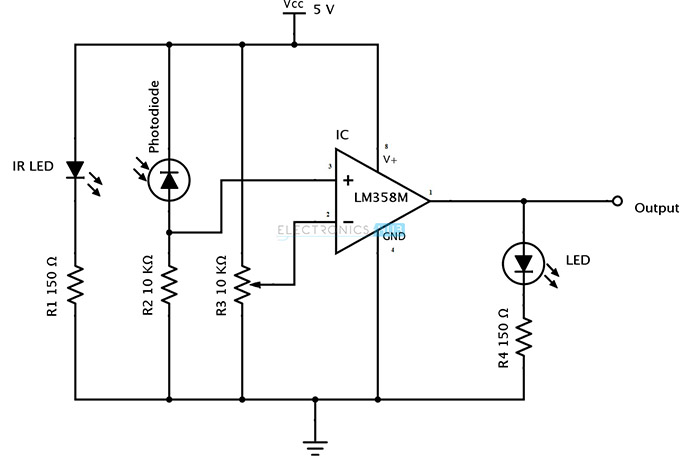 Vcc
5 V
Photodiode
IR LED
IC
8
V+
3
+
LM358M
1
2
−
ELECTRONICS HUB
GND
4
Output
LED
R1 150 Ω
R2 10 KΩ
R3 10 KΩ
R4 150 Ω